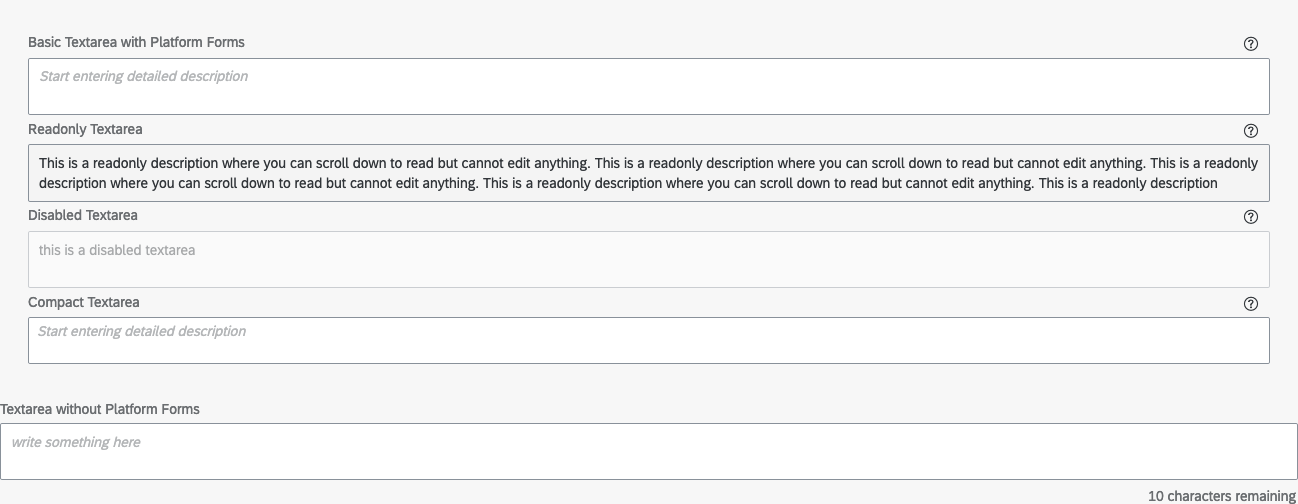 Basic Textarea with Platform Forms
Start entering detailed description
Readonly Textarea
This is a readonly description where you can scroll down to read but cannot edit anything. This is a readonly description where you can scroll down to read but cannot edit anything. This is a readonly
description where you can scroll down to read but cannot edit anything. This is a readonly description where you can scroll down to read but cannot edit anything. This is a readonly description
Disabled Textarea
this is a disabled textarea
Compact Textarea
Start entering detailed description
Textarea without Platform Forms
write something here
10 characters remaining